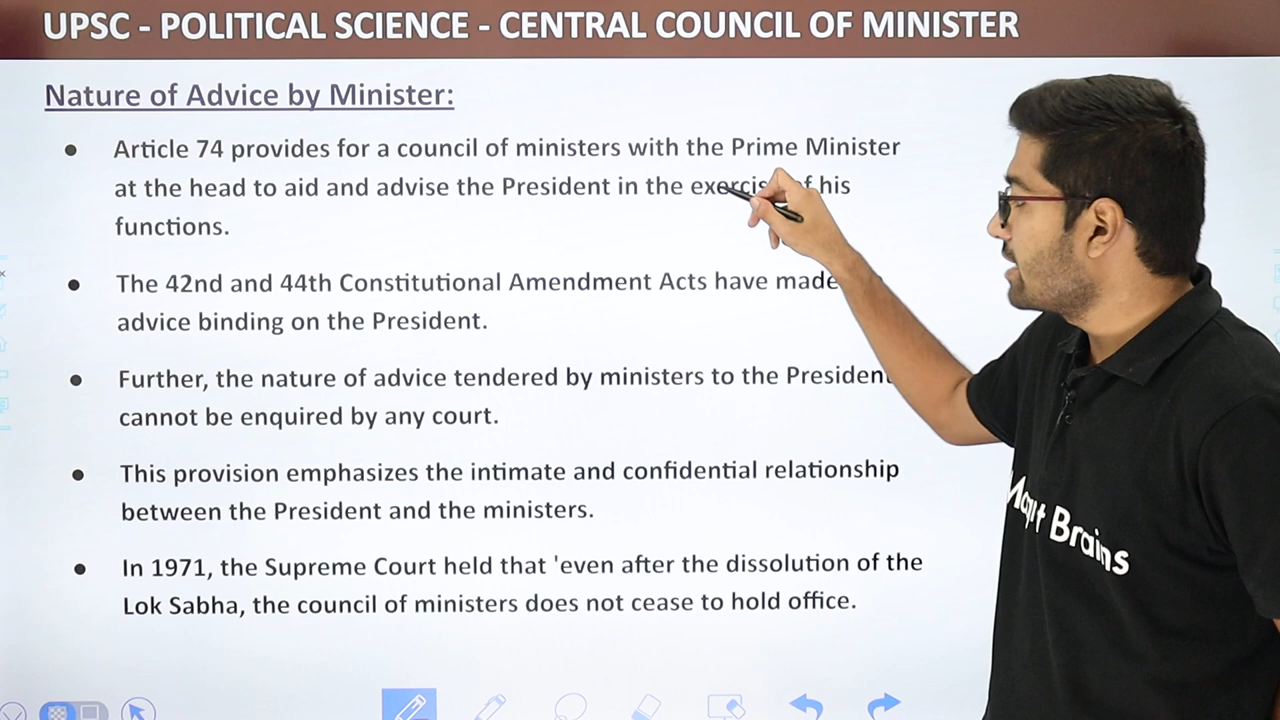 UPSC - POLITICAL SCIENCE - CENTRAL COUNCIL OF MINISTER
Nature of Advice by Minister:
● Article 74 provides for a council of ministers with the Prime Minister
at the head to aid and advise the President in the exercise of his
functions.
● The 42nd and 44th Constitutional Amendment Acts have made
advice binding on the President.
● Further, the nature of advice tendered by ministers to the President
cannot be enquired by any court.
● This provision emphasizes the intimate and confidential relationship
between the President and the ministers.
● In 1971, the Supreme Court held that 'even after the dissolution of the
Lok Sabha, the council of ministers does not cease to hold office.
Magnet Brains